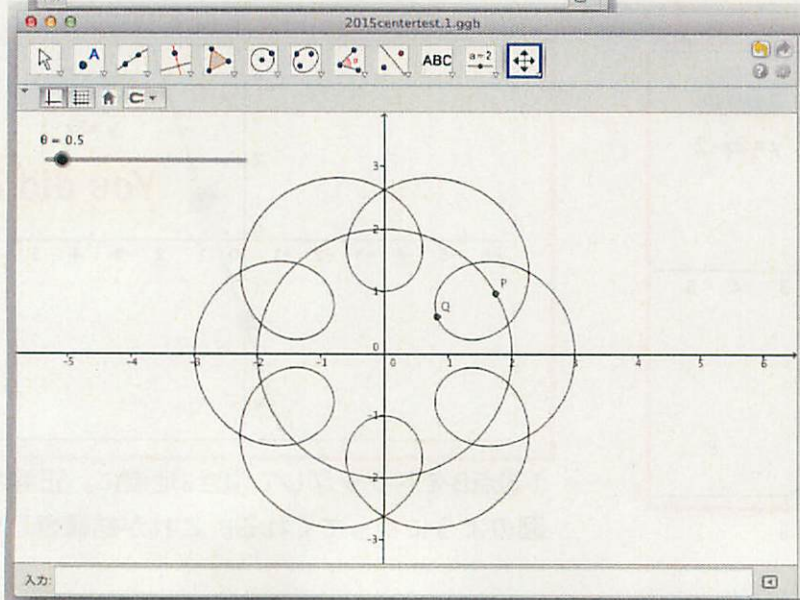 2015centertest.1.ggb
A
ABC
a=2
θ = 0.5
3
2
P
1
Q
0
-5 -4 -3 -2 -1 0 1 2 3 4 5 6
-1
-2
-3
入力: